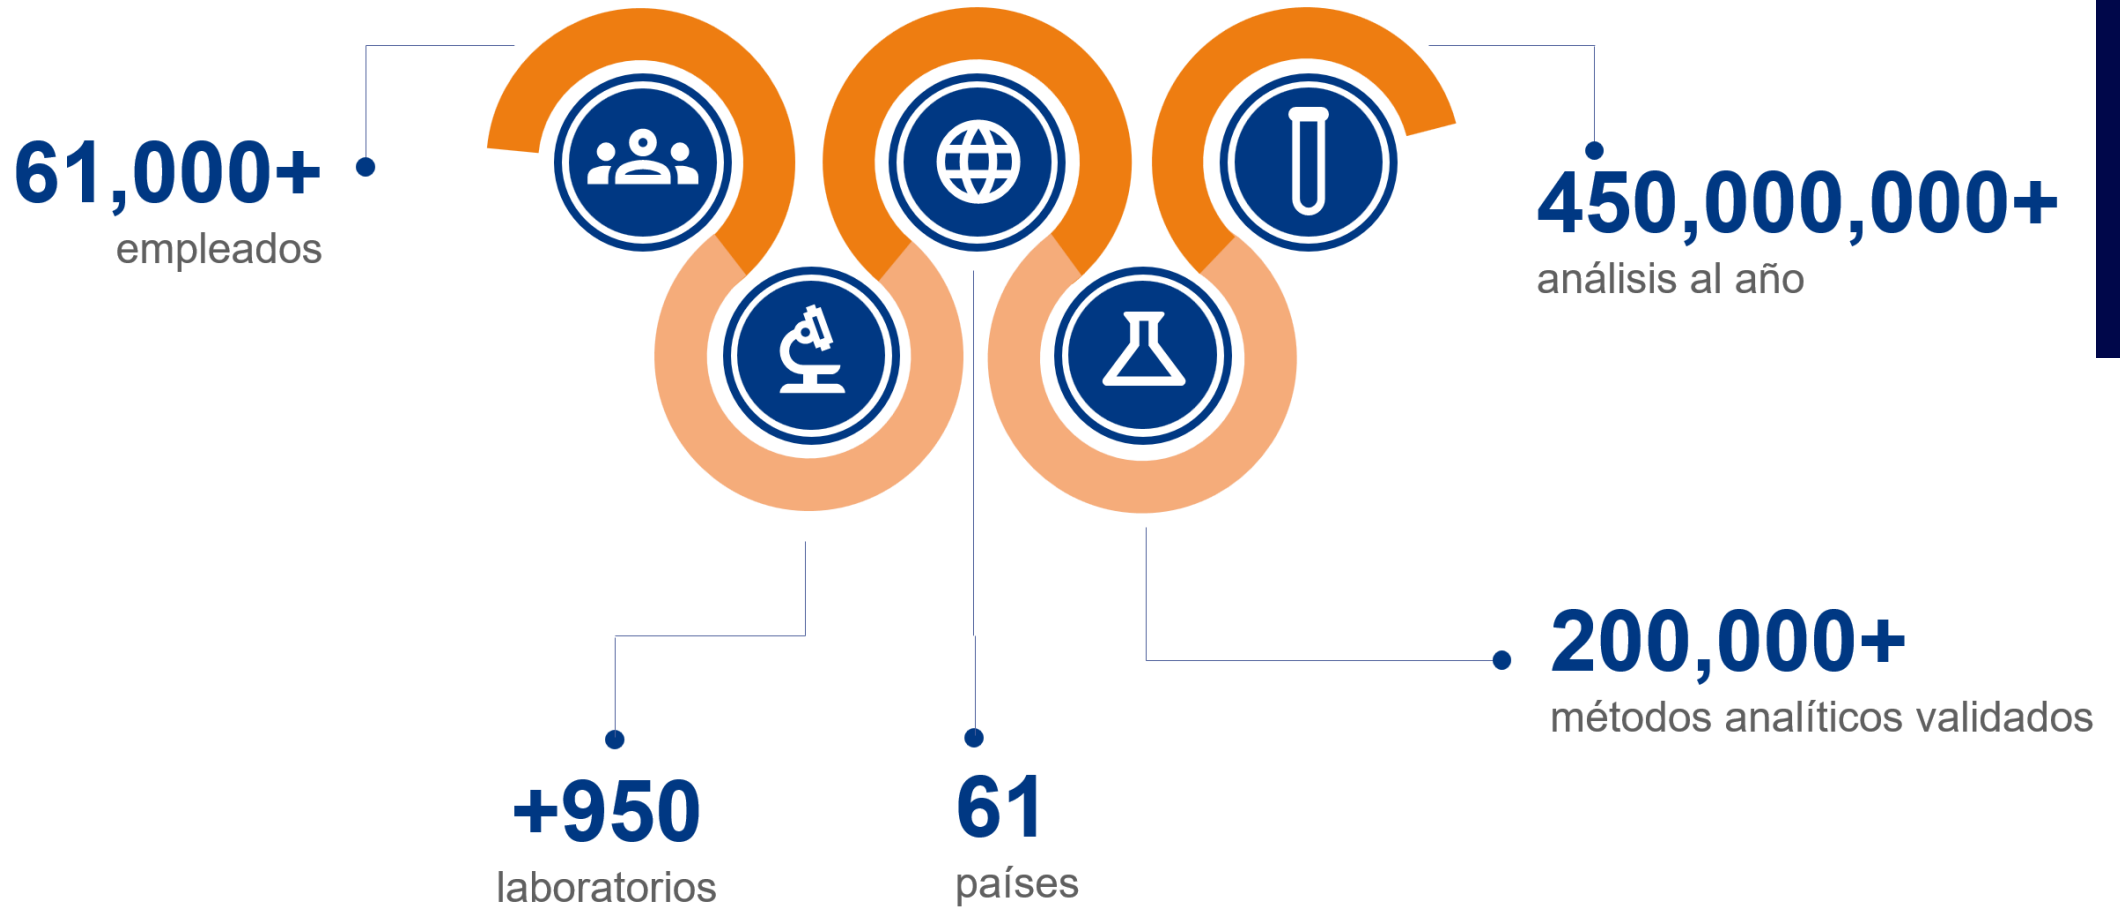 61,000+
empleados
450,000,000+
análisis al año
200,000+
métodos analíticos validados
+950
laboratorios
61
países